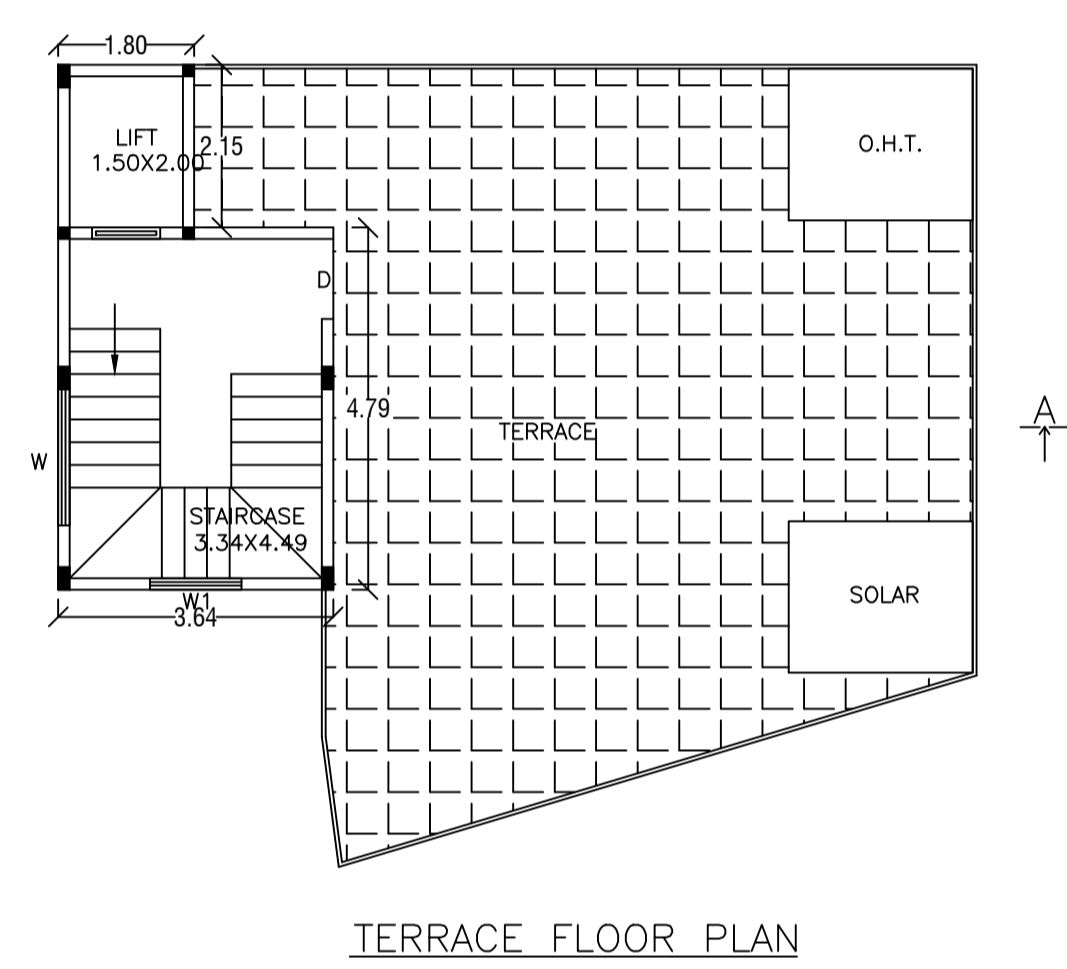 1.80
LIFT
1.50X2.00
2.15
O.H.T.
D
4.79
TERRACE
A
W
STAIRCASE
3.34X4.49
SOLAR
W1
3.64
TERRACE FLOOR PLAN